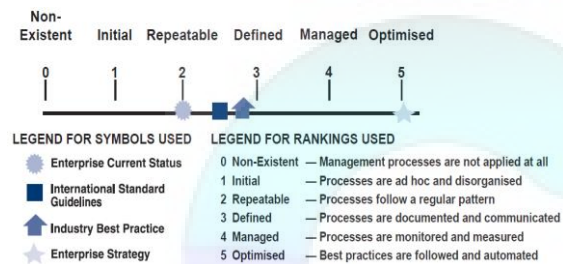 Non-
Existent Initial Repeatable Defined Managed Optimised
0 1 2 3 4 5
LEGEND FOR SYMBOLS USED
Enterprise Current Status
International Standard
Guidelines
Industry Best Practice
Enterprise Strategy
LEGEND FOR RANKINGS USED
0 Non-Existent — Management processes are not applied at all
1 Initial — Processes are ad hoc and disorganised
2 Repeatable — Processes follow a regular pattern
3 Defined — Processes are documented and communicated
4 Managed — Processes are monitored and measured
5 Optimised — Best practices are followed and automated